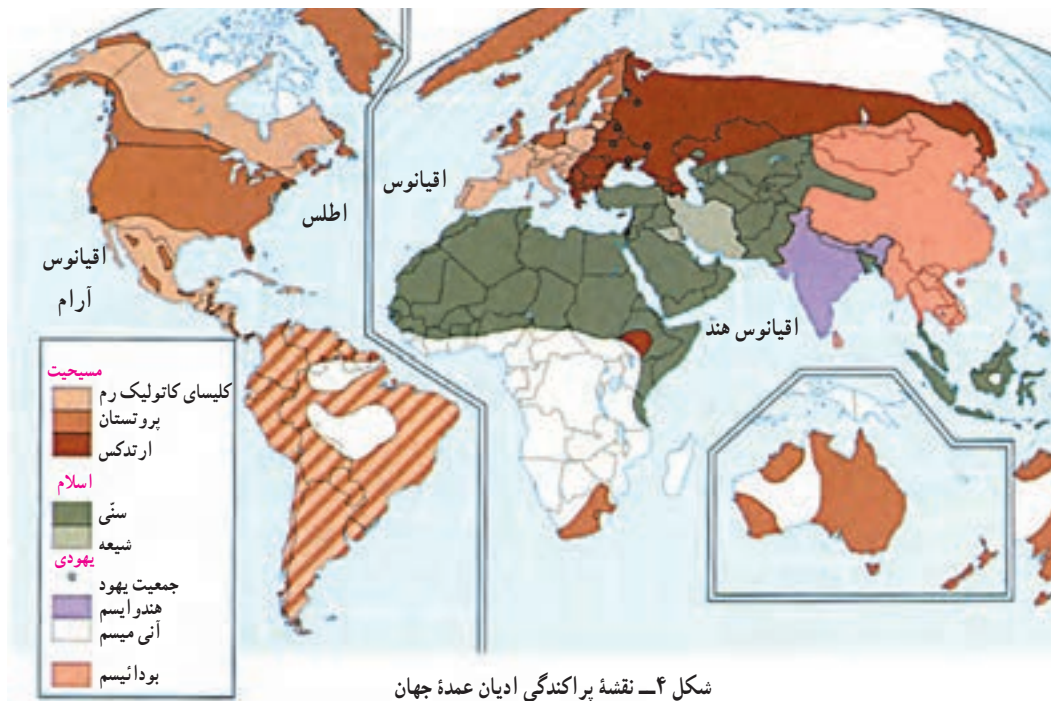 اقیانوس
اطلس
اقیانوس
آرام
اقیانوس هند
مسیحیت
کلیسای کاتولیک رم
پروتستان
ارتدکس
اسلام
سنّی
شیعه
یهودی
جمعیت یهود
هندوایسم
آنی میسم
بودائیسم
شکل ۴ــ نقشهٔ پراکندگی ادیان عمدهٔ جهان